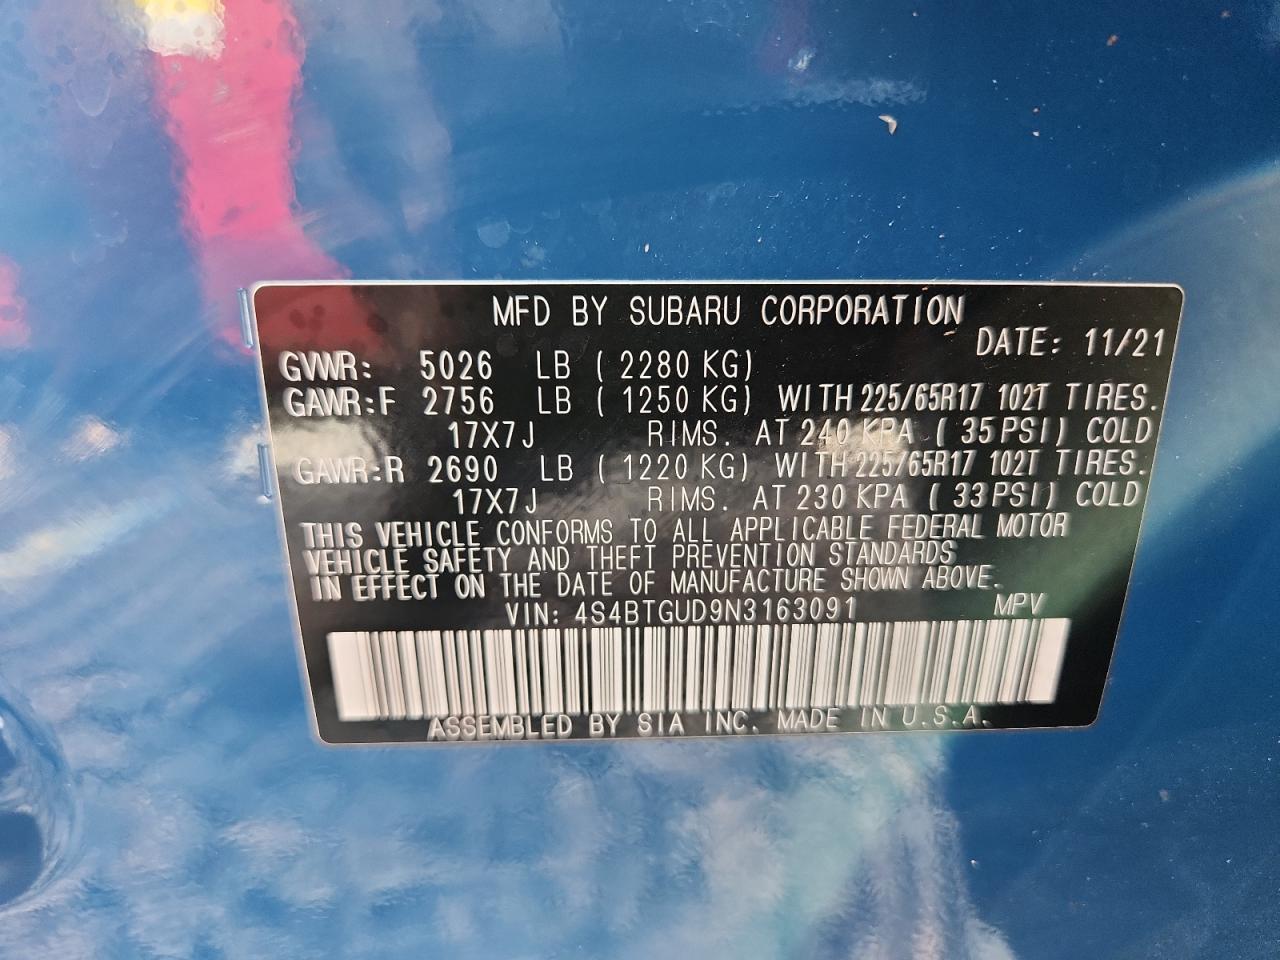 MFD BY SUBARU CORPORATION
DATE: 11/21
GVWR: 5026 LB ( 2280 KG)
GAWR:F 2756 LB ( 1250 KG) WITH 225/65R17 102T TIRES.
17X7J RIMS. AT 240 KPA ( 35PSI) COLD
GAWR:R 2690 LB ( 1220 KG) WITH 225/65R17 102T TIRES.
17X7J RIMS. AT 230 KPA ( 33PSI) COLD
THIS VEHICLE CONFORMS TO ALL APPLICABLE FEDERAL MOTOR
VEHICLE SAFETY AND THEFT PREVENTION STANDARDS
IN EFFECT ON THE DATE OF MANUFACTURE SHOWN ABOVE.
VIN: 4S4BTGUD9N3163091 MPV
ASSEMBLED BY SIA INC. MADE IN U.S.A.